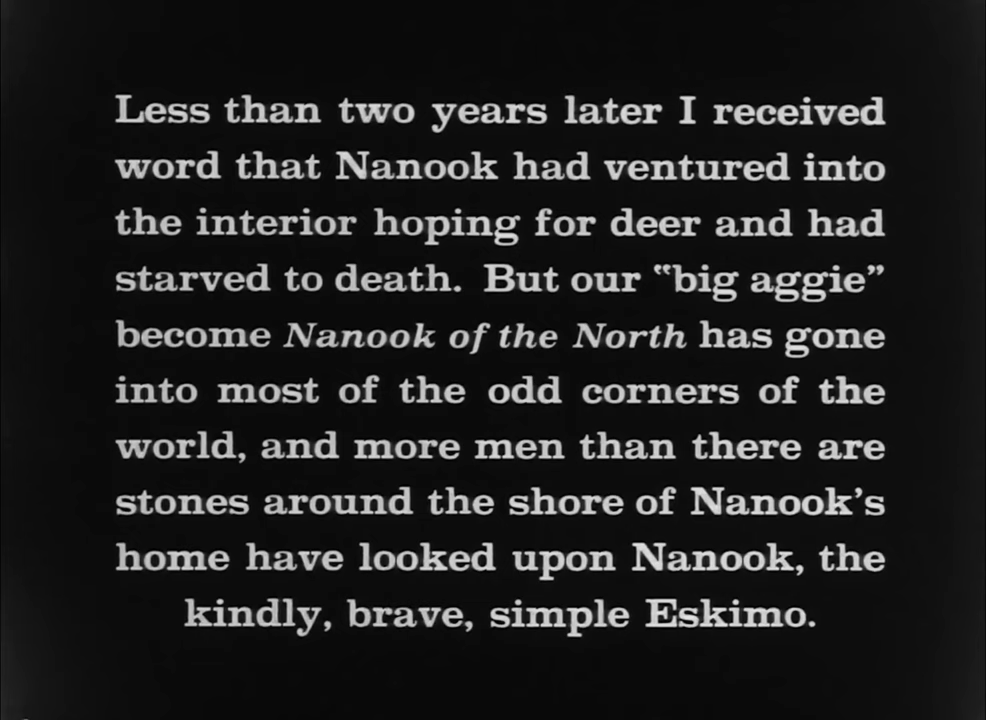 Less than two years later I received
word that Nanook had ventured into
the interior hoping for deer and had
starved to death. But our “big aggie”
become Nanook of the North has gone
into most of the odd corners of the
world, and more men than there are
stones around the shore of Nanook’s
home have looked upon Nanook, the
kindly, brave, simple Eskimo.